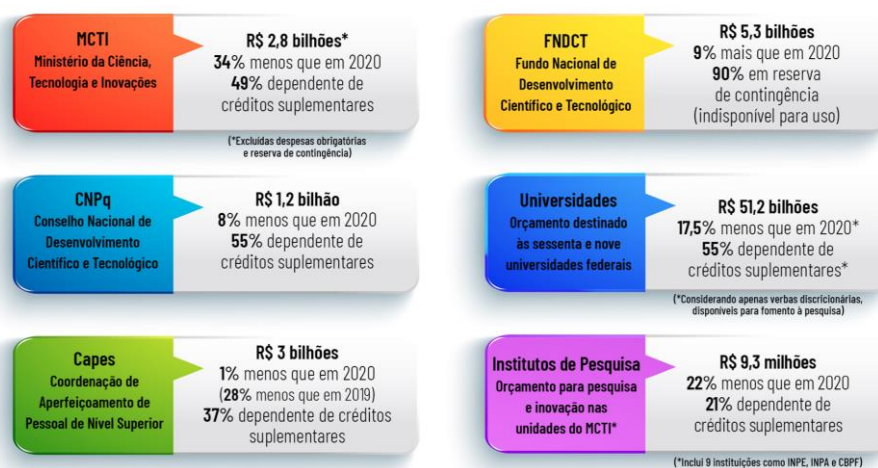 MCTI
Ministério da Ciência,
Tecnologia e Inovações
R$ 2,8 bilhões*
34% menos que em 2020
49% dependente de
créditos suplementares
(*Excluídas despesas obrigatórias
e reserva de contingência)
FNDCT
Fundo Nacional de
Desenvolvimento
Científico e Tecnológico
R$ 5,3 bilhões
9% mais que em 2020
90% em reserva
de contingência
(indisponível para uso)
CNPq
Conselho Nacional de
Desenvolvimento
Científico e Tecnológico
R$ 1,2 bilhão
8% menos que em 2020
55% dependente de
créditos suplementares
Universidades
Orçamento destinado
às sessenta e nove
universidades federais
R$ 51,2 bilhões
17,5% menos que em 2020*
55% dependente de
créditos suplementares*
(*Considerando apenas verbas discricionárias,
disponíveis para fomento à pesquisa)
Capes
Coordenação de
Aperfeiçoamento de
Pessoal de Nível Superior
R$ 3 bilhões
1% menos que em 2020
(28% menos que em 2019)
37% dependente de créditos
suplementares
Institutos de Pesquisa
Orçamento para pesquisa
e inovação nas
unidades do MCTI*
R$ 9,3 milhões
22% menos que em 2020
21% dependente de
créditos suplementares
(*Inclui 9 instituições como INPE, INPA e CBPF)